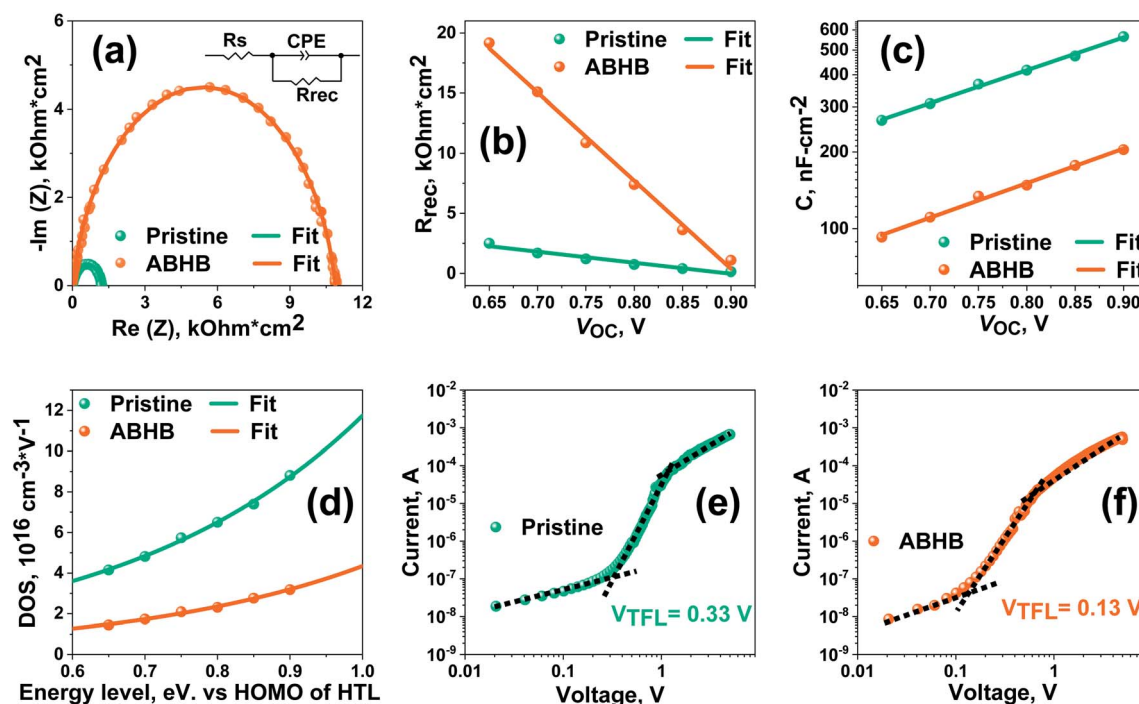 (a)
Rs
CPE
Rrec
Pristine
Fit
ABHB
Fit
-Im (Z), kOhm*cm2
0
2
4
6
0
3
6
9
12
Re (Z), kOhm*cm2
(b)
Pristine
Fit
ABHB
Fit
Rrec, kOhm*cm2
0
5
10
15
20
0.65
0.70
0.75
0.80
0.85
0.90
VOC, V
(c)
Pristine
Fit
ABHB
Fit
C, nF-cm-2
100
200
300
400
500
600
0.65
0.70
0.75
0.80
0.85
0.90
VOC, V
(d)
Pristine
Fit
ABHB
Fit
DOS, 1016 cm-3*V-1
0
2
4
6
8
10
12
0.6
0.7
0.8
0.9
1.0
Energy level, eV. vs HOMO of HTL
(e)
Pristine
VTFL= 0.33 V
Current, A
10-2
10-3
10-4
10-5
10-6
10-7
10-8
10-9
0.01
0.1
1
Voltage, V
(f)
ABHB
VTFL= 0.13 V
Current, A
10-2
10-3
10-4
10-5
10-6
10-7
10-8
10-9
0.01
0.1
1
Voltage, V